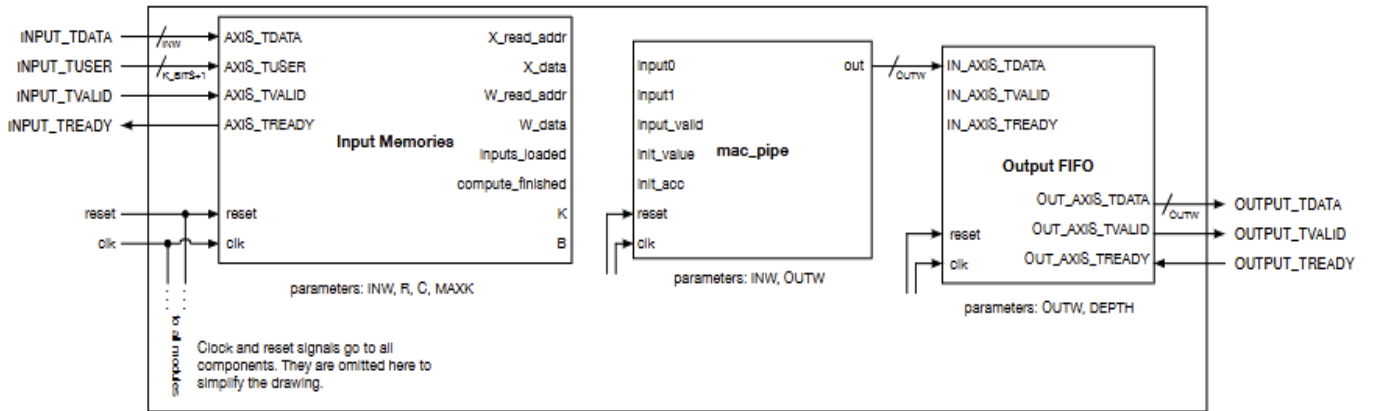 INPUT_TDATA
INPUT_TUSER
INPUT_TVALID
INPUT_TREADY
reset
clk
INW
K_BITS+1
AXIS_TDATA
AXIS_TUSER
AXIS_TVALID
AXIS_TREADY
Input Memories
reset
clk
X_read_addr
X_data
W_read_addr
W_data
inputs_loaded
compute_finished
K
B
parameters: INW, R, C, MAXK
to all modules
Clock and reset signals go to all
components. They are omitted here to
simplify the drawing.
Input0
Input1
input_valid
init_value
init_acc
reset
clk
out
mac_pipe
parameters: INW, OUTW
OUTW
IN_AXIS_TDATA
IN_AXIS_TVALID
IN_AXIS_TREADY
Output FIFO
OUT_AXIS_TDATA
OUT_AXIS_TVALID
OUT_AXIS_TREADY
reset
clk
parameters: OUTW, DEPTH
OUTW
OUTPUT_TDATA
OUTPUT_TVALID
OUTPUT_TREADY